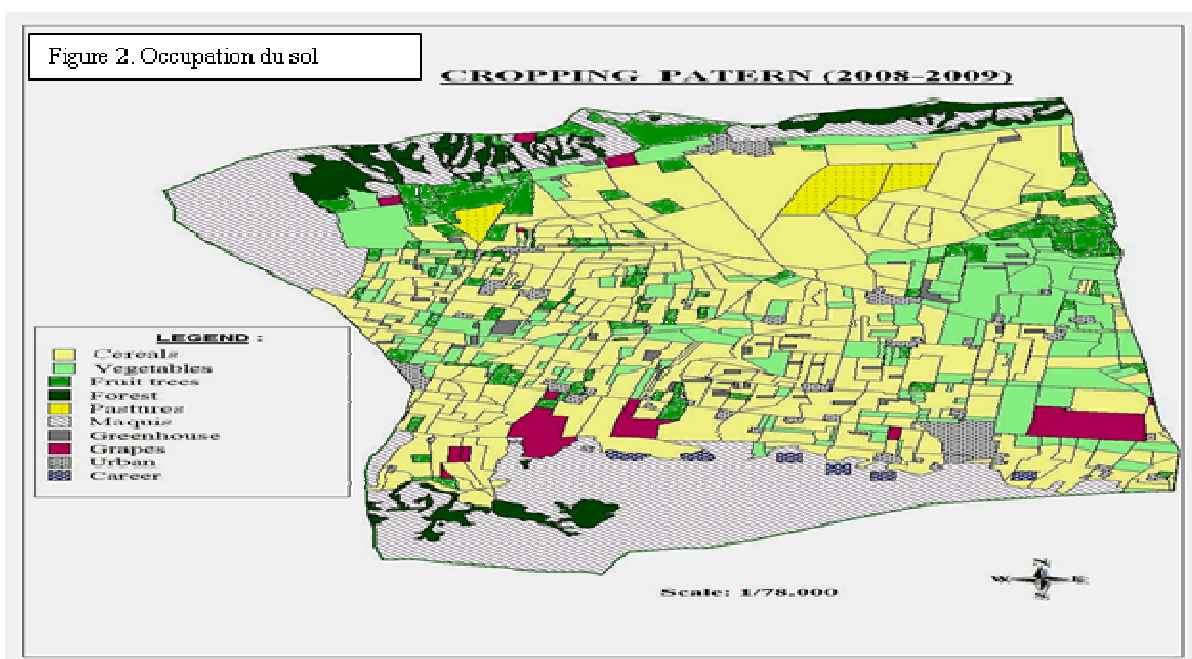 Figure 2. Occupation du sol
CROPPING PATERN (2008-2009)
LEGEND :
Cereals
Vegetables
Fruit trees
Forest
Pastures
Maquis
Greenhouse
Grapes
Urban
Career
W E
Scale: 1/78.000